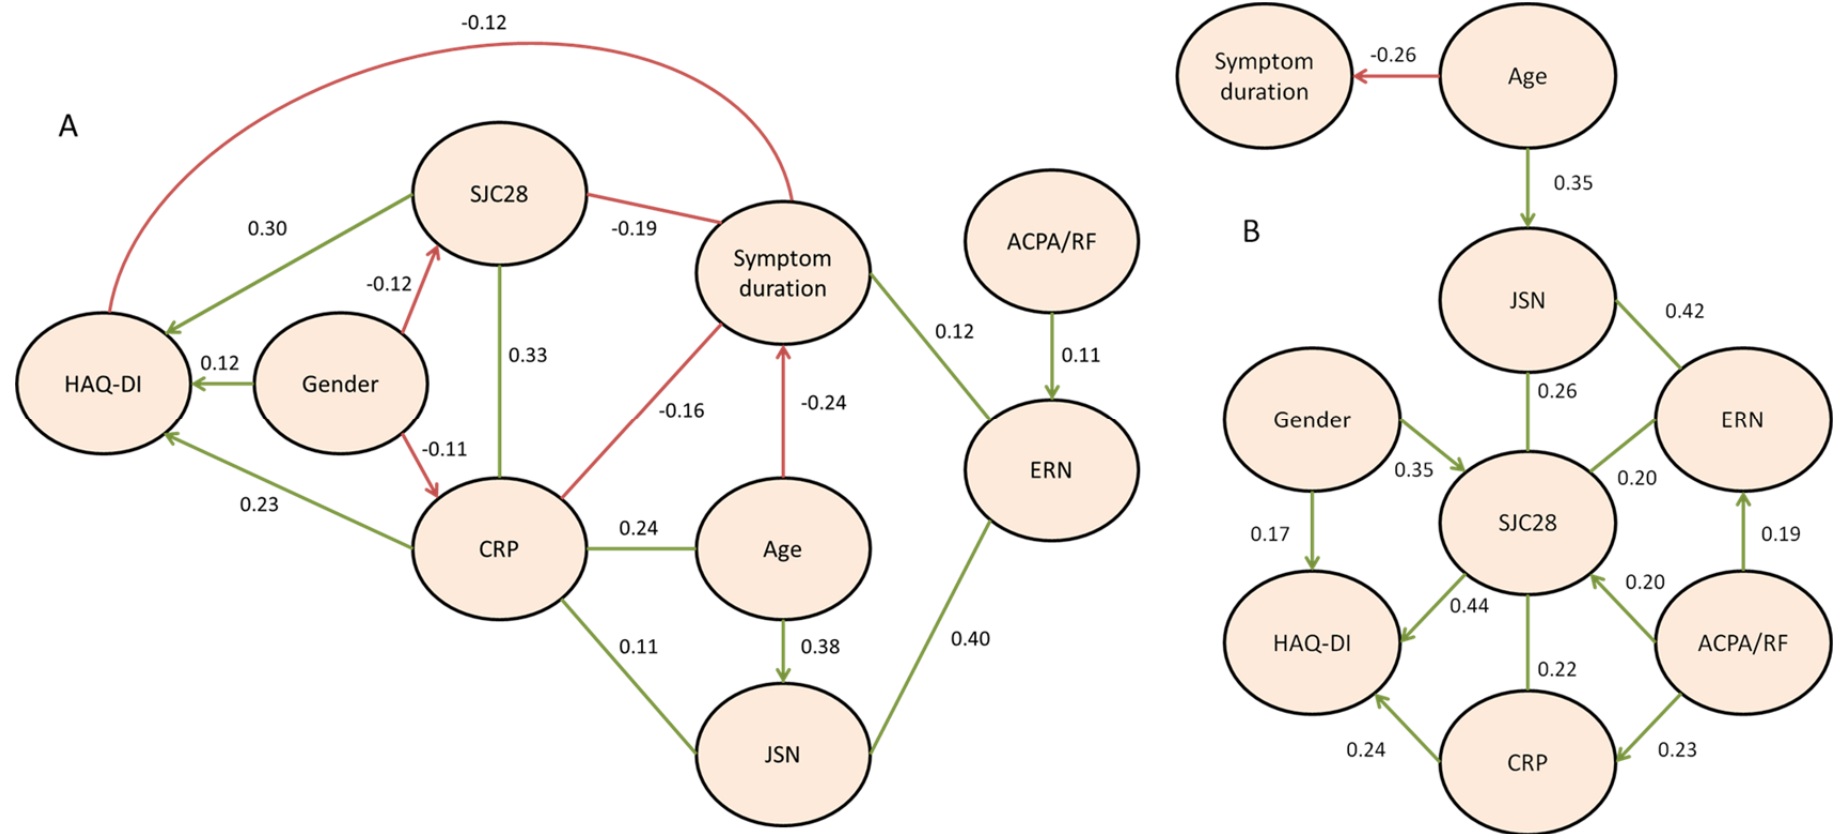 A
-0.12
SJC28
0.30
-0.19
-0.12
Symptom
duration
ACPA/RF
HAQ-DI
0.12
Gender
0.33
0.12
0.11
-0.11
-0.16
-0.24
0.23
CRP
0.24
Age
ERN
0.11
0.38
0.40
JSN
B
Symptom
duration
-0.26
Age
0.35
JSN
0.42
Gender
0.26
ERN
0.35
0.20
SJC28
0.17
0.19
0.20
0.44
HAQ-DI
ACPA/RF
0.22
0.24
0.23
CRP